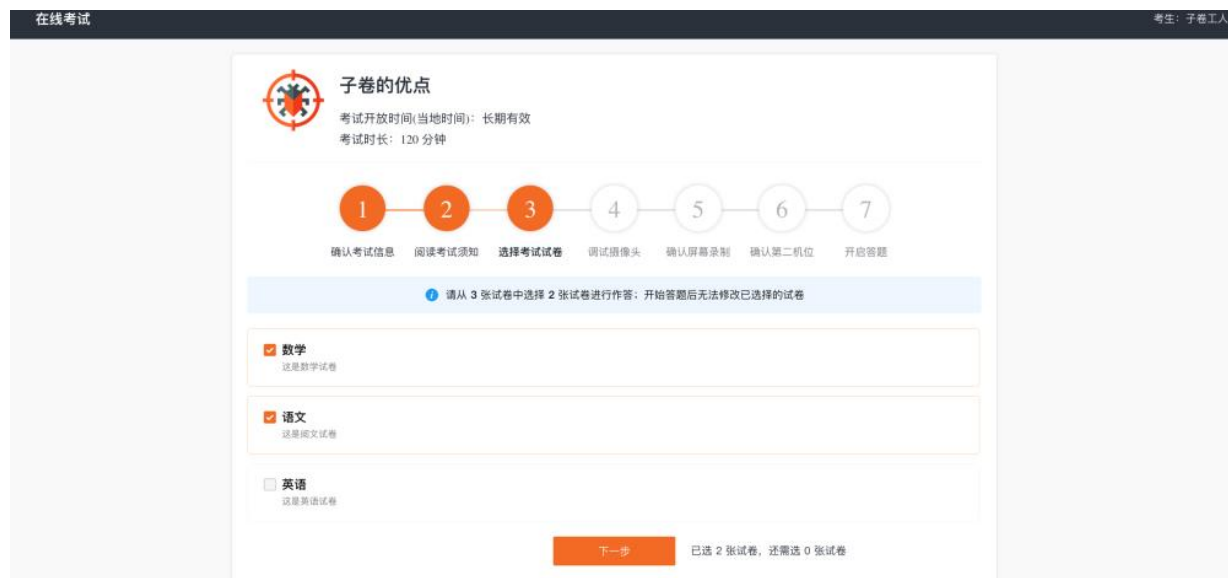 在线考试
考生：子卷工人
子卷的优点
考试开放时间(当地时间)：长期有效
考试时长：120 分钟
1 2 3 4 5 6 7
确认考试信息 阅读考试须知 选择考试试卷 调试摄像头 确认屏幕录制 确认第二机位 开启答题
请从 3 张试卷中选择 2 张试卷进行作答；开始答题后无法修改已选择的试卷
数学
这是数学试卷
语文
这是阅文试卷
英语
这是英语试卷
下一步 已选 2 张试卷，还需选 0 张试卷